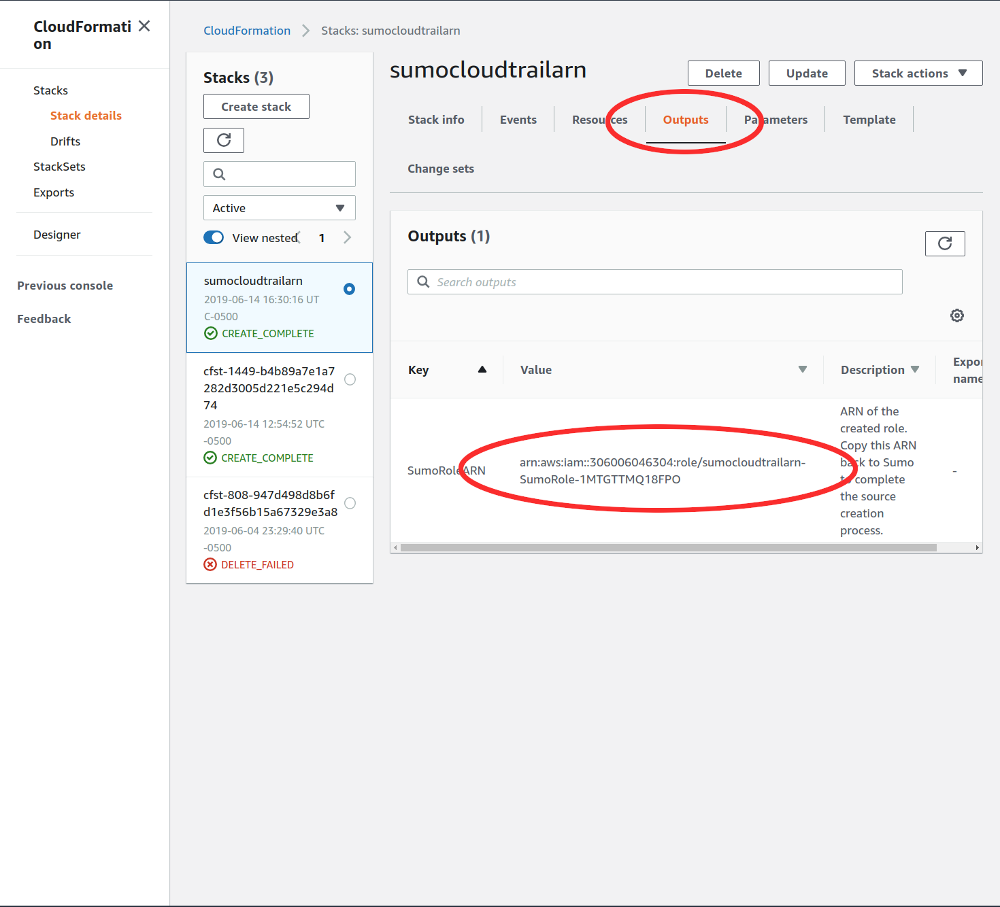 CloudFormati
on
Stacks
Stack details
Drifts
StackSets
Exports
Designer
Previous console
Feedback
CloudFormation
Stacks: sumocloudtrailarn
Stacks (3)
Create stack
Active
View nested
1
sumocloudtrailarn
2019-06-14 16:30:16 UT
C-0500
CREATE_COMPLETE
cfst-1449-b4b89a7e1a7
282d3005d221e5c294d
74
2019-06-14 12:54:52 UTC
-0500
CREATE_COMPLETE
cfst-808-947d498d8b6f
d1e3f56b15a67329e3a8
2019-06-04 23:29:40 UTC
-0500
DELETE_FAILED
sumocloudtrailarn
Delete
Update
Stack actions
Stack info
Events
Resources
Outputs
Parameters
Template
Change sets
Outputs (1)
Search outputs
Key
Value
Description
Expor
name
SumoRoleARN
arn:aws:iam::306006046304:role/sumocloudtrailarn-
SumoRole-1MTGTTMQ18FPO
ARN of the
created role.
Copy this ARN
back to Sumo
to complete
the source
creation
process.
-